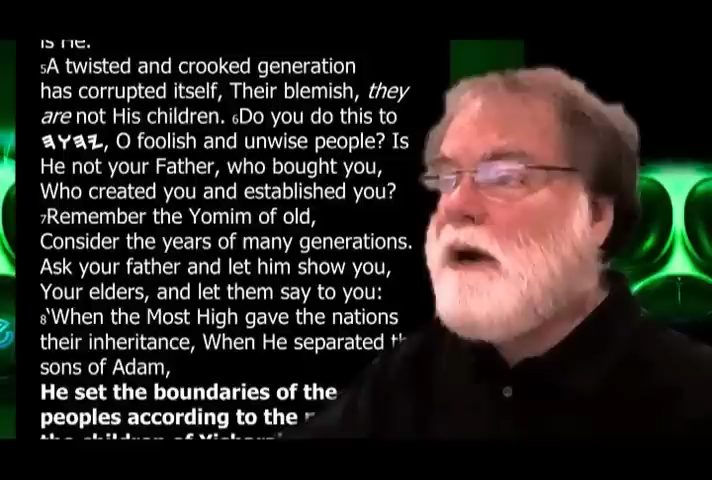 is He.
5A twisted and crooked generation
has corrupted itself, Their blemish, they
are not His children. 6Do you do this to
𐤄𐤅𐤄𐤉, O foolish and unwise people? Is
He not your Father, who bought you,
Who created you and established you?
7Remember the Yomim of old,
Consider the years of many generations.
Ask your father and let him show you,
Your elders, and let them say to you:
8‘When the Most High gave the nations
their inheritance, When He separated
sons of Adam,
He set the boundaries of the
peoples according to the
the children of